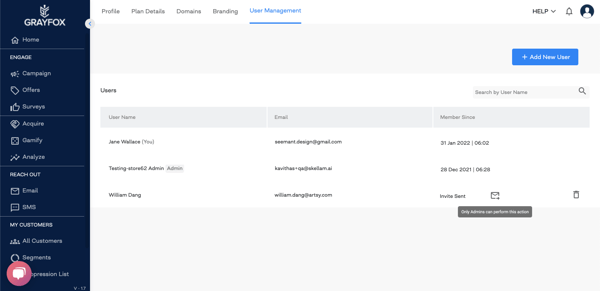 GRAYFOX
Profile
Plan Details
Domains
Branding
User Management
HELP
Home
ENGAGE
Campaign
Offers
Surveys
Acquire
Gamify
Analyze
REACH OUT
Email
SMS
MY CUSTOMERS
All Customers
Segments
pression List
V - 17
+ Add New User
Users
Search by User Name
User Name
Email
Member Since
Jane Wallace (You)
seemant.design@gmail.com
31 Jan 2022 | 06:02
Testing-store62 Admin Admin
kavithas+qa@skellam.ai
28 Dec 2021 | 06:28
William Dang
william.dang@artsy.com
Invite Sent
Only Admins can perform this action